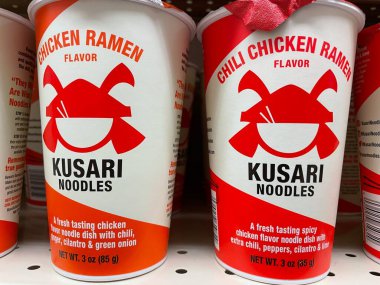 CHICKEN RAMEN
FLAVOR
KUSARI
NOODLES
A fresh tasting chicken
flavor noodle dish with chili,
ginger, cilantro & green onion
NET WT. 3 oz (85 g)
CHILI CHICKEN RAMEN
FLAVOR
KUSARI
NOODLES
A fresh tasting spicy
chicken flavor noodle dish with
extra chili, peppers, cilantro & lime
NET WT. 3 oz (85 g)